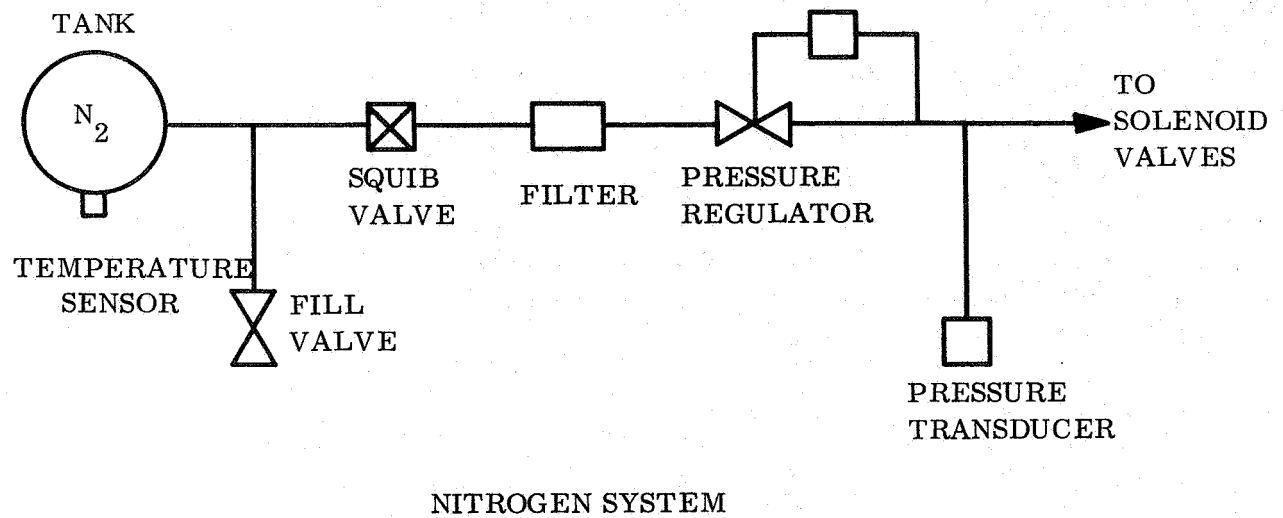 TANK
N2
TEMPERATURE
SENSOR
FILL
VALVE
SQUIB
VALVE
FILTER
PRESSURE
REGULATOR
TO
SOLENOID
VALVES
PRESSURE
TRANSDUCER
NITROGEN SYSTEM